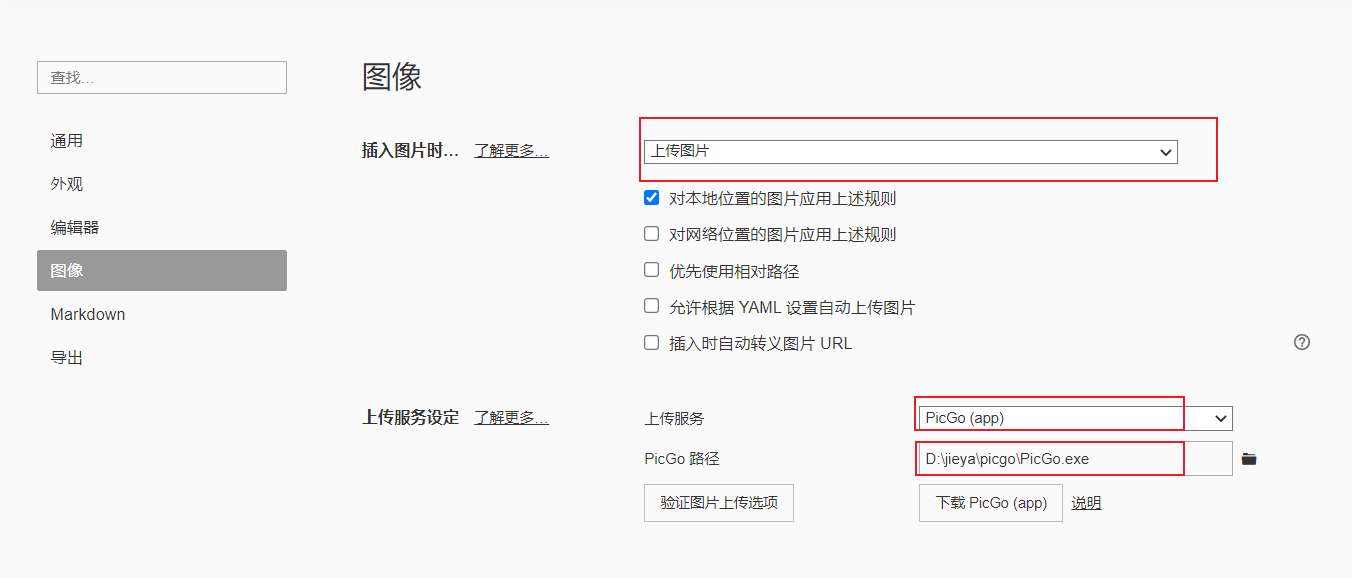 查找...
通用
外观
编辑器
图像
Markdown
导出
图像
插入图片时... 了解更多...
上传图片
对本地位置的图片应用上述规则
对网络位置的图片应用上述规则
优先使用相对路径
允许根据 YAML 设置自动上传图片
插入时自动转义图片 URL
上传服务设定 了解更多...
上传服务 PicGo (app)
PicGo 路径 D:\jieya\picgo\PicGo.exe
验证图片上传选项 下载 PicGo (app) 说明